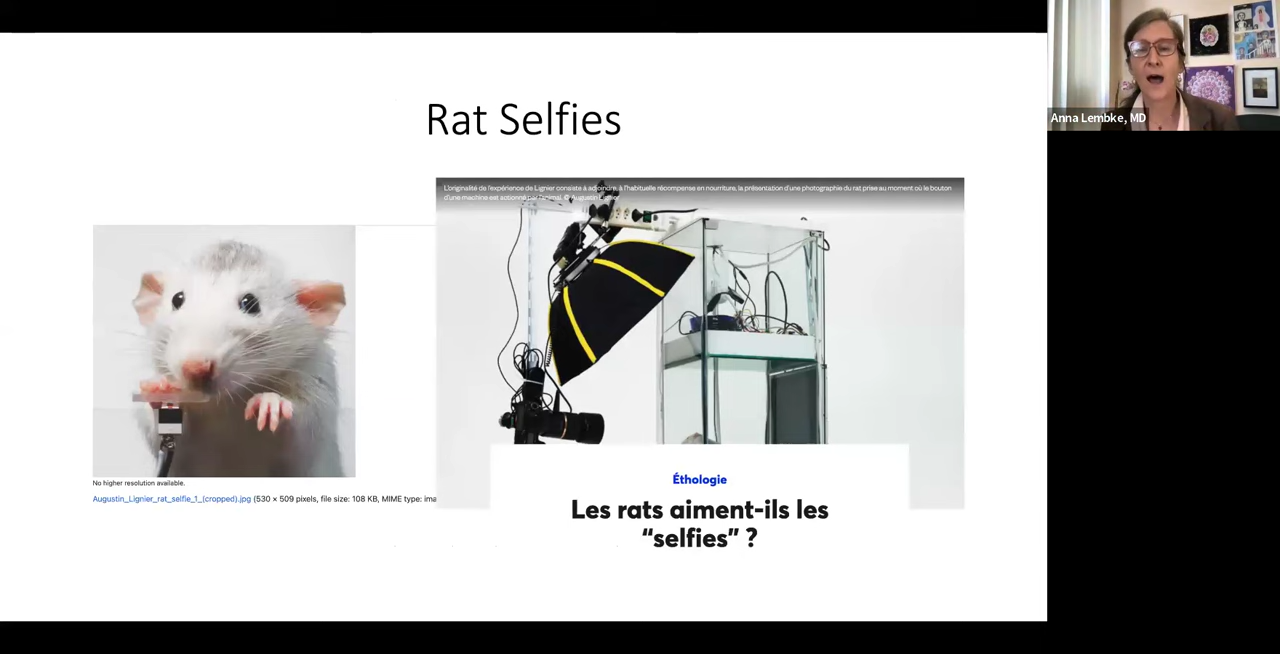 Rat Selfies
Anna Lembke, MD
L'originalité de l'expérience de Lignier consiste à adjoindre, à l'habituelle récompense en nourriture, la présentation d'une photographie du rat prise au moment où le bouton
d'une machine est actionné par l'animal. © Augustin Lignier
No higher resolution available.
Augustin_Lignier_rat_selfie_1_(cropped).jpg (530 × 509 pixels, file size: 108 KB, MIME type: ima
Éthologie
Les rats aiment-ils les
“selfies” ?